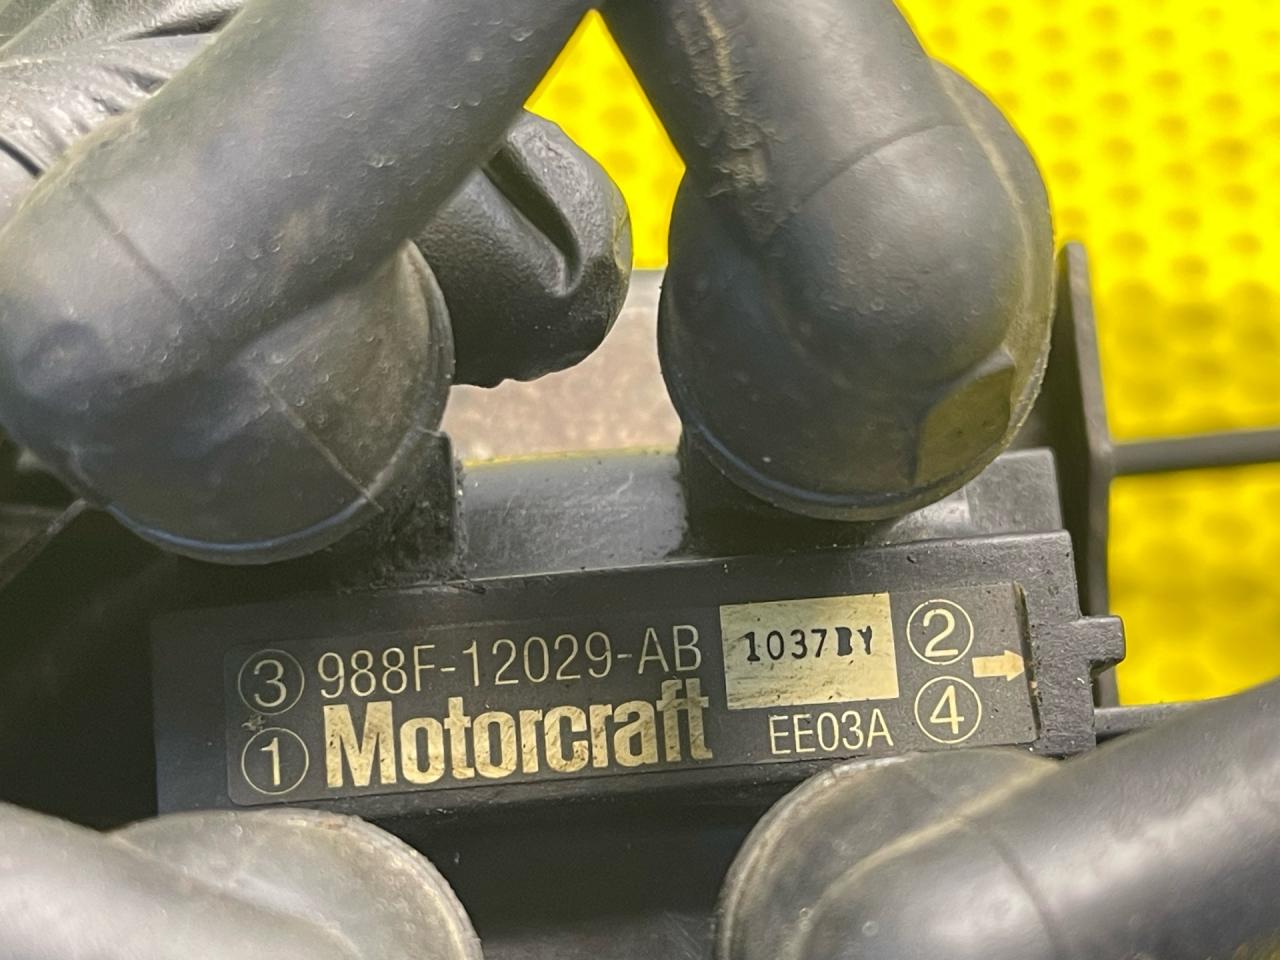 ③ 988F-12029-AB 1037BY ②
① Motorcraft EE03A ④